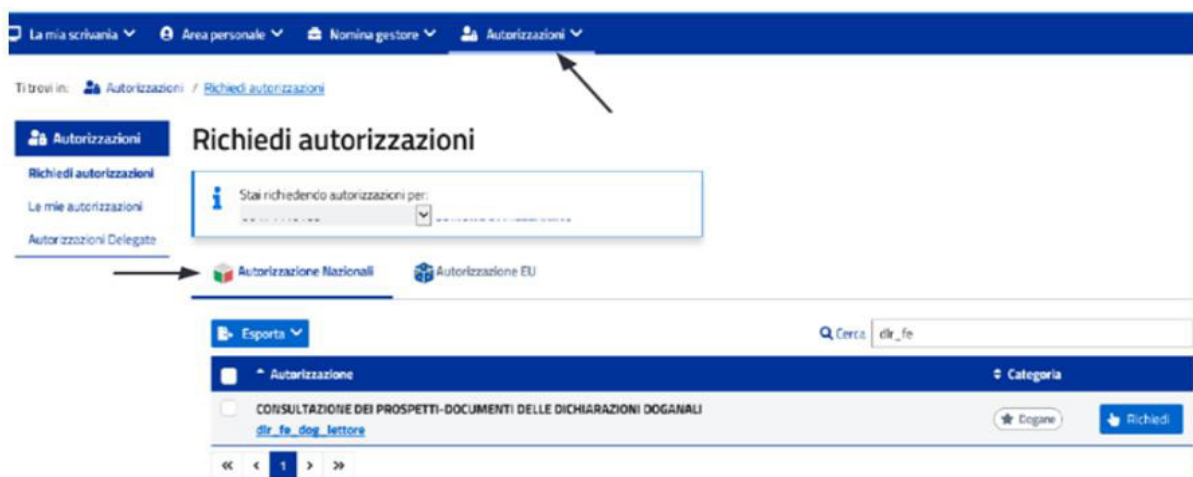 La mia scrivania Area personale Nomina gestore Autorizzazioni
Ti trovi in: Autorizzazioni / Richiedi autorizzazioni
Autorizzazioni
Richiedi autorizzazioni
Le mie autorizzazioni
Autorizzazioni Delegate
Richiedi autorizzazioni
Stai richiedendo autorizzazioni per:
Autorizzazione Nazionali Autorizzazione EU
Esporta Cerca dlr_fe
Autorizzazione Categoria
CONSULTAZIONE DEI PROSPETTI-DOCUMENTI DELLE DICHIARAZIONI DOGANALI
dlr_fe_dog_lettore Dogane Richiedi
« < 1 > »